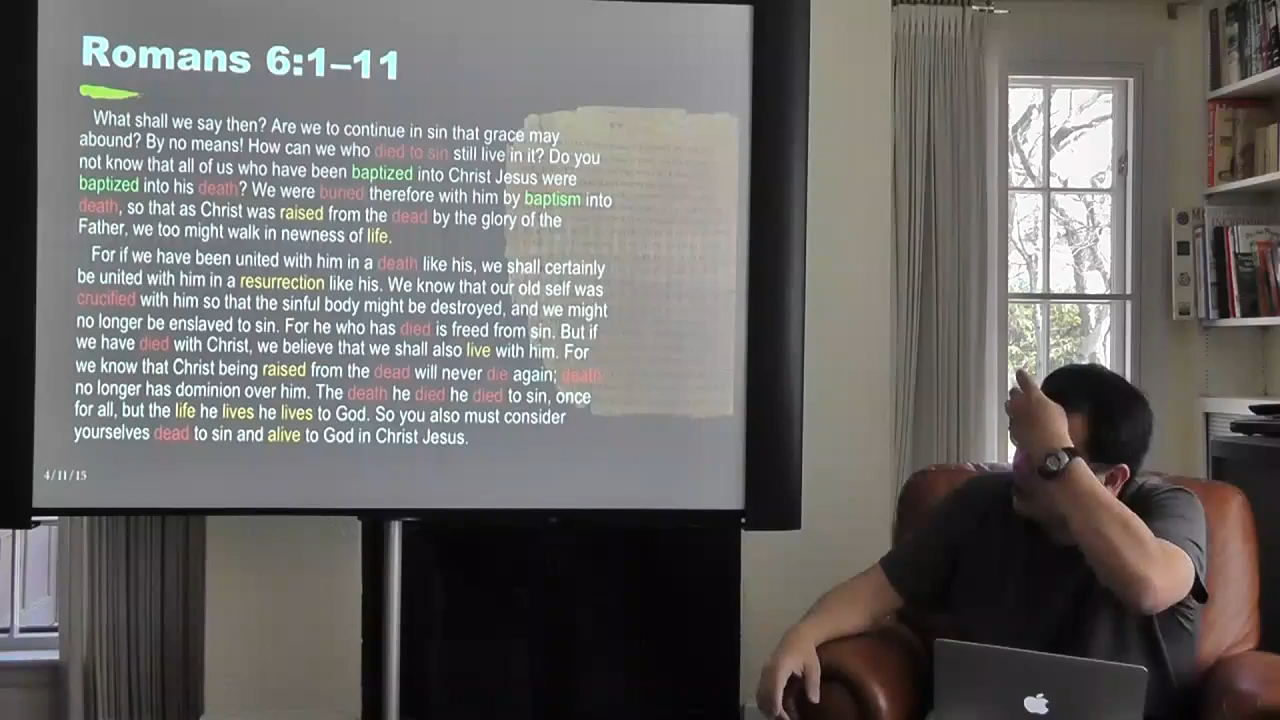 Romans 6:1–11
What shall we say then? Are we to continue in sin that grace may
abound? By no means! How can we who died to sin still live in it? Do you
not know that all of us who have been baptized into Christ Jesus were
baptized into his death? We were buried therefore with him by baptism into
death, so that as Christ was raised from the dead by the glory of the
Father, we too might walk in newness of life.
For if we have been united with him in a death like his, we shall certainly
be united with him in a resurrection like his. We know that our old self was
crucified with him so that the sinful body might be destroyed, and we might
no longer be enslaved to sin. For he who has died is freed from sin. But if
we have died with Christ, we believe that we shall also live with him. For
we know that Christ being raised from the dead will never die again; death
no longer has dominion over him. The death he died he died to sin, once
for all, but the life he lives he lives to God. So you also must consider
yourselves dead to sin and alive to God in Christ Jesus.
4/11/15